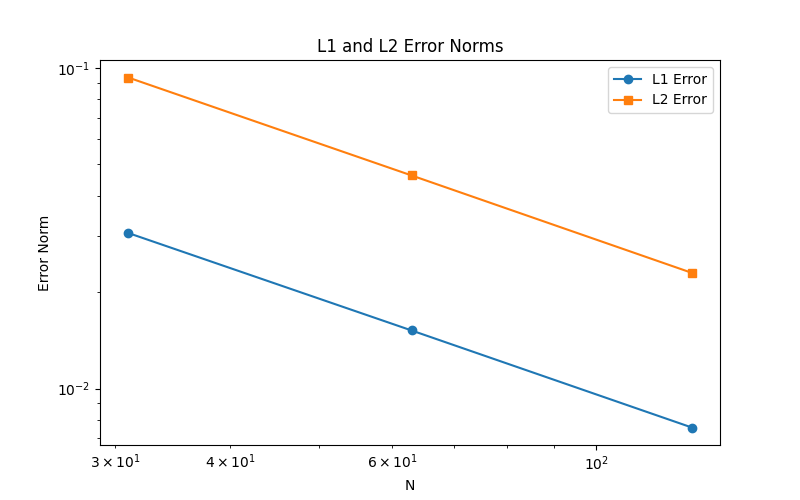 L1 and L2 Error Norms
L1 Error
L2 Error
Error Norm
10⁻¹
10⁻²
3 × 10¹
4 × 10¹
6 × 10¹
10²
N